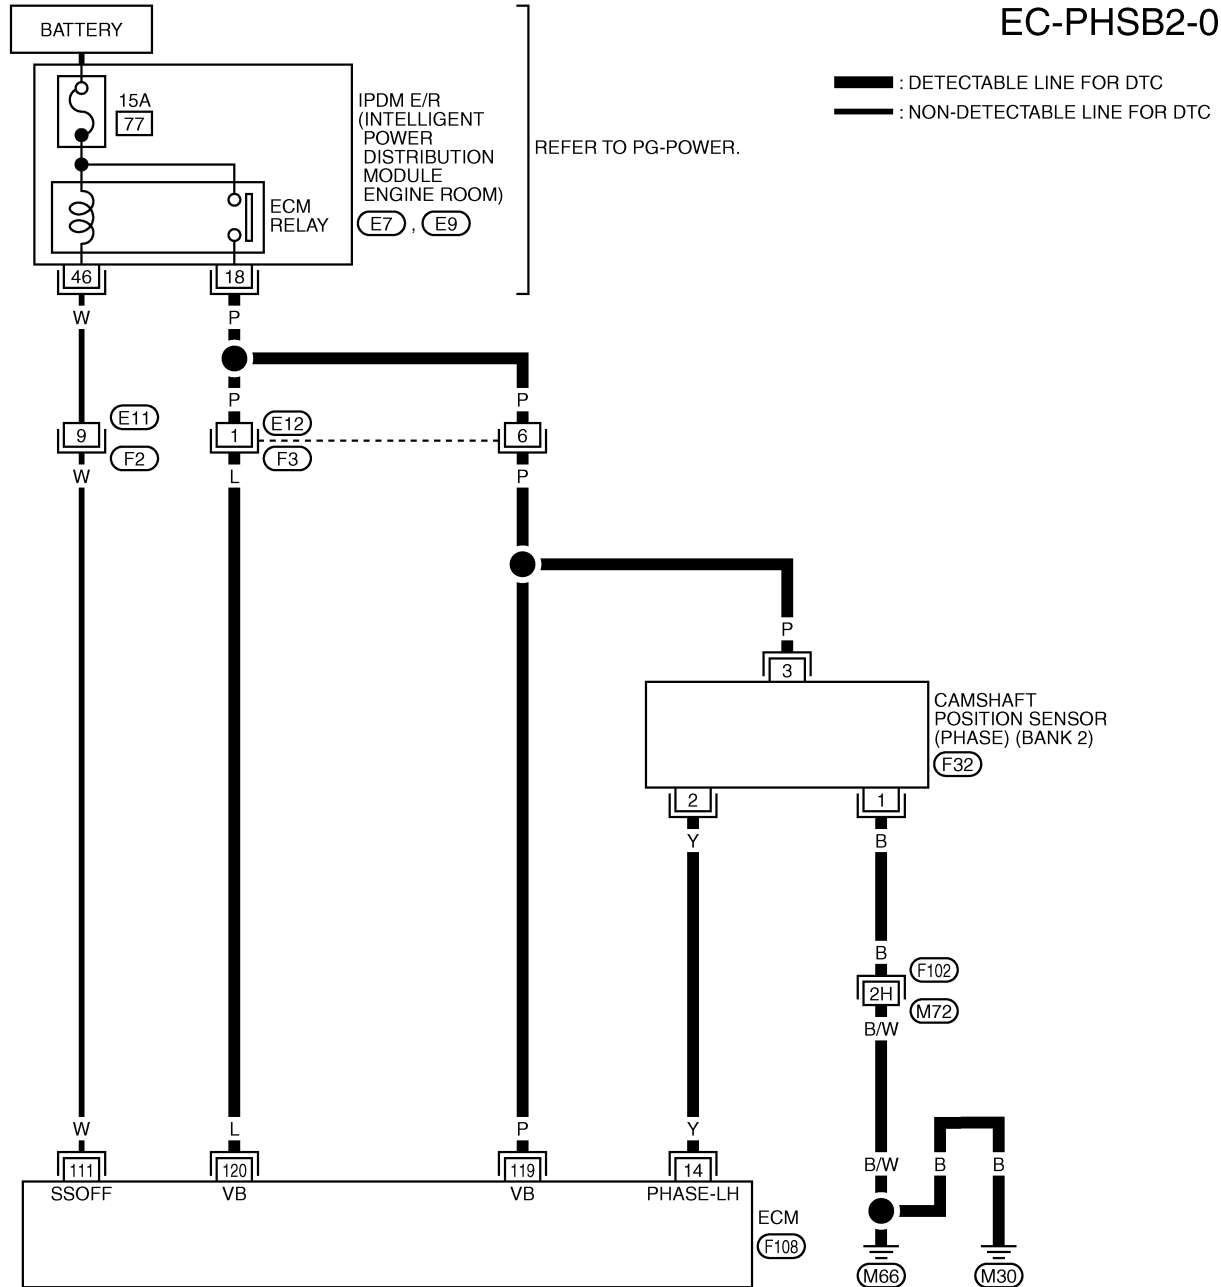 EC-PHSB2-0
BATTERY
: DETECTABLE LINE FOR DTC
: NON-DETECTABLE LINE FOR DTC
15A
77
IPDM E/R
(INTELLIGENT
POWER
DISTRIBUTION
MODULE
ENGINE ROOM)
E7 , E9
REFER TO PG-POWER.
ECM
RELAY
46 18
W P
P P
9 E11 F2
1 E12 F3
6
W L P
P
3
CAMSHAFT
POSITION SENSOR
(PHASE) (BANK 2)
F32
2 1
Y B
B
F102
2H
M72
B/W
W L P Y
B/W B B
111 120 119 14
SSOFF VB VB PHASE-LH
ECM
F108
M66 M30